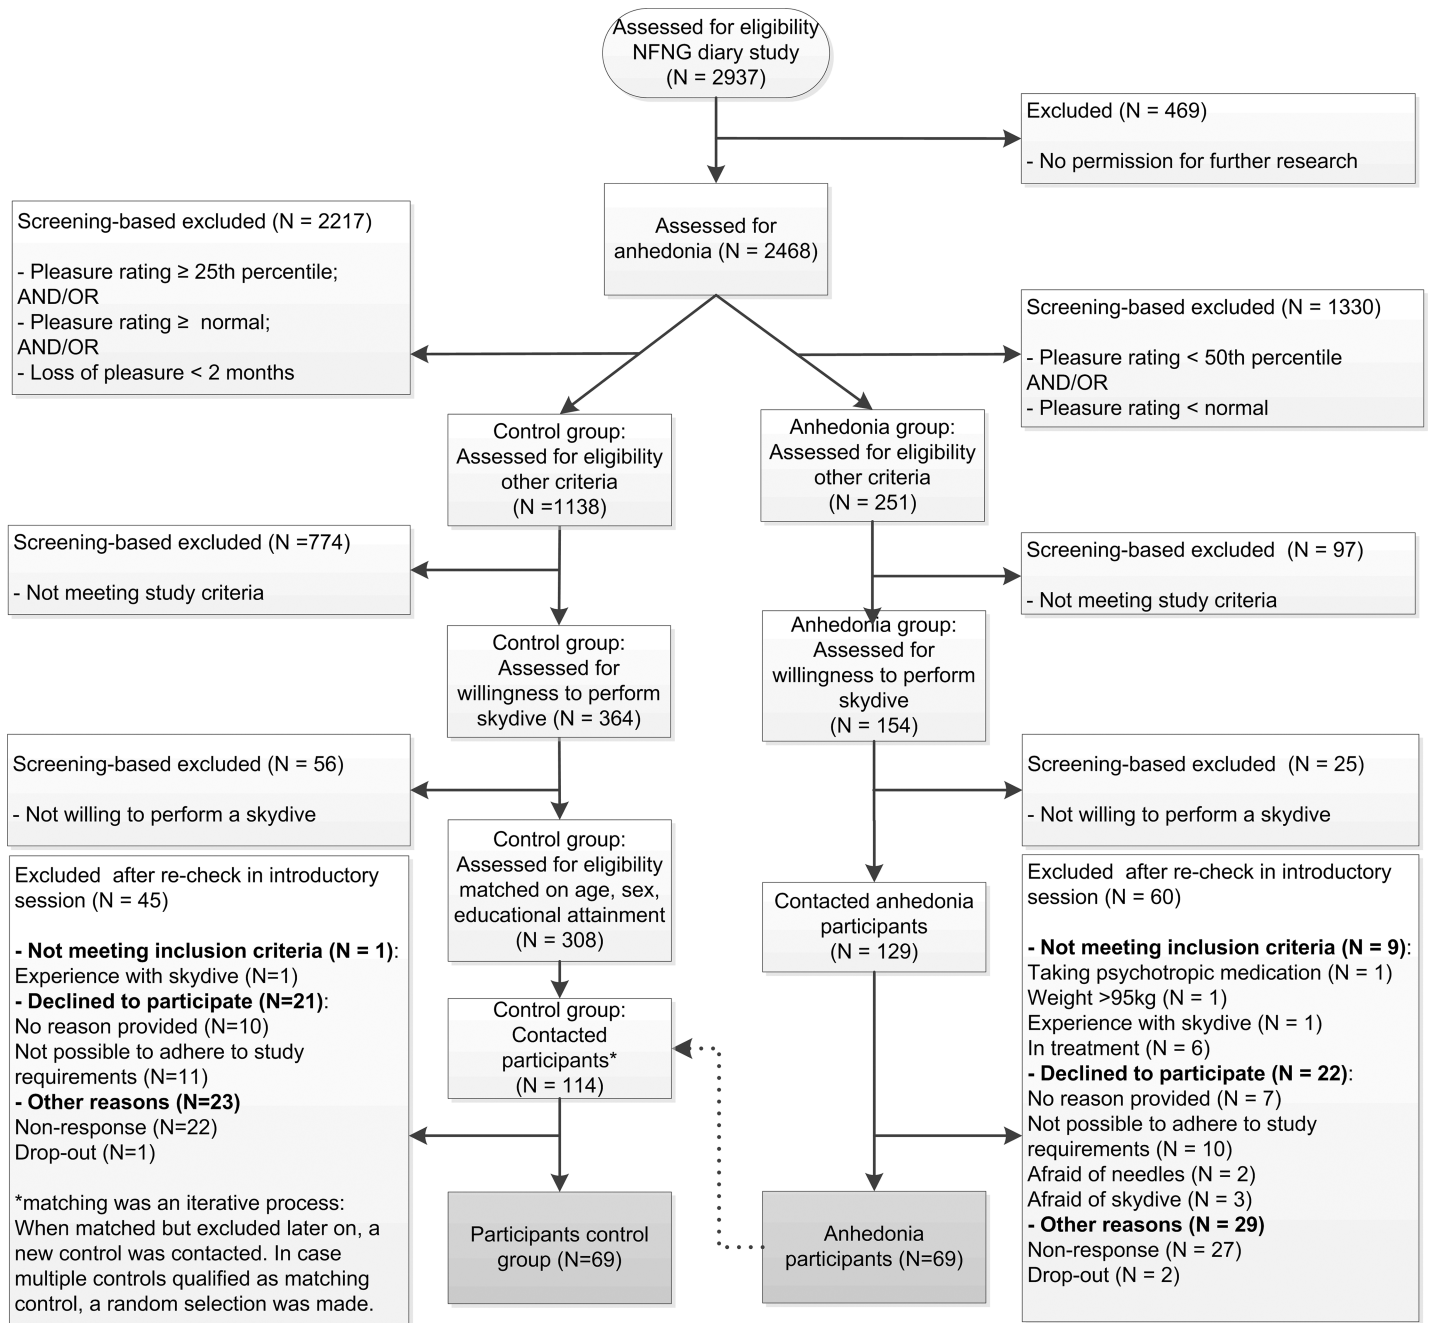 Assessed for eligibility
NFNG diary study
(N = 2937)
Excluded (N = 469)
- No permission for further research
Assessed for
anhedonia (N = 2468)
Screening-based excluded (N = 2217)
- Pleasure rating ≥ 25th percentile;
AND/OR
- Pleasure rating ≥  normal;
AND/OR
- Loss of pleasure < 2 months
Screening-based excluded (N = 1330)
- Pleasure rating < 50th percentile
AND/OR
- Pleasure rating < normal
Control group:
Assessed for eligibility
other criteria
(N =1138)
Anhedonia group:
Assessed for eligibility
other criteria
(N = 251)
Screening-based excluded (N =774)
- Not meeting study criteria
Screening-based excluded  (N = 97)
- Not meeting study criteria
Control group:
Assessed for
willingness to perform
skydive (N = 364)
Anhedonia group:
Assessed for
willingness to perform
skydive
(N = 154)
Screening-based excluded (N = 56)
- Not willing to perform a skydive
Screening-based excluded  (N = 25)
- Not willing to perform a skydive
Control group:
Assessed for eligibility
matched on age, sex,
educational attainment
(N = 308)
Contacted anhedonia
participants
(N = 129)
Excluded  after re-check in introductory
session (N = 45)
- Not meeting inclusion criteria (N = 1):
Experience with skydive (N=1)
- Declined to participate (N=21):
No reason provided (N=10)
Not possible to adhere to study
requirements (N=11)
- Other reasons (N=23)
Non-response (N=22)
Drop-out (N=1)
*matching was an iterative process:
When matched but excluded later on, a
new control was contacted. In case
multiple controls qualified as matching
control, a random selection was made.
Control group:
Contacted
participants*
(N = 114)
Excluded  after re-check in introductory
session (N = 60)
- Not meeting inclusion criteria (N = 9):
Taking psychotropic medication (N = 1)
Weight >95kg (N = 1)
Experience with skydive (N = 1)
In treatment (N = 6)
- Declined to participate (N = 22):
No reason provided (N = 7)
Not possible to adhere to study
requirements (N = 10)
Afraid of needles (N = 2)
Afraid of skydive (N = 3)
- Other reasons (N = 29)
Non-response (N = 27)
Drop-out (N = 2)
Participants control
group (N=69)
Anhedonia
participants (N=69)